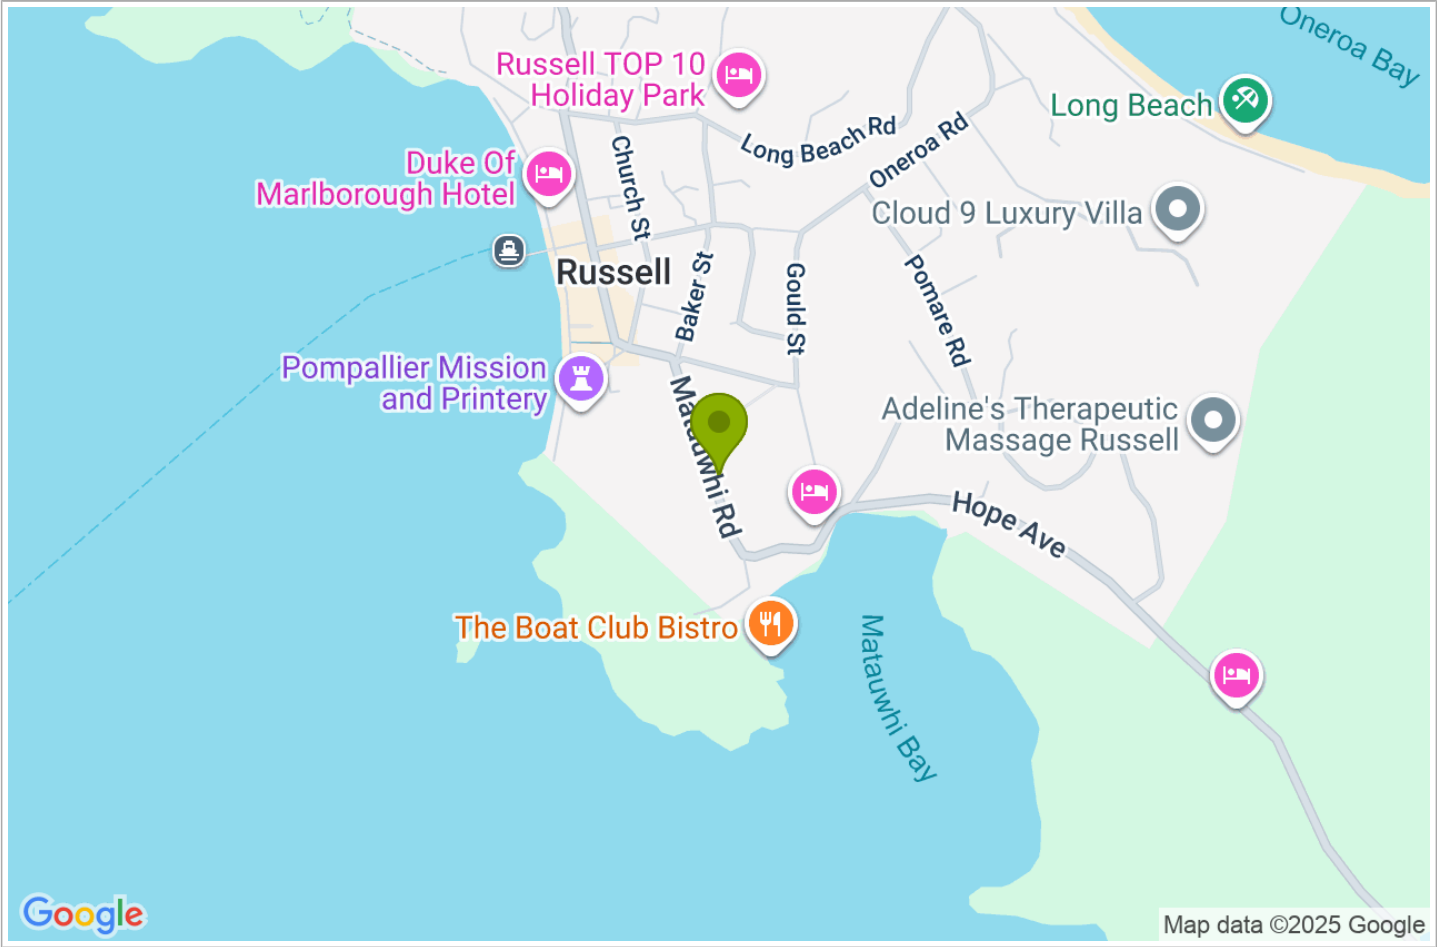 Oneroa Bay
Russell TOP 10
Holiday Park
Long Beach
Long Beach Rd
Oneroa Rd
Church St
Duke Of
Marlborough Hotel
Cloud 9 Luxury Villa
Russell
Baker St
Gould St
Pomare Rd
Pompallier Mission
and Printery
Matauwhi Rd
Adeline's Therapeutic
Massage Russell
Hope Ave
The Boat Club Bistro
Matauwhi Bay
Google
Map data ©2025 Google